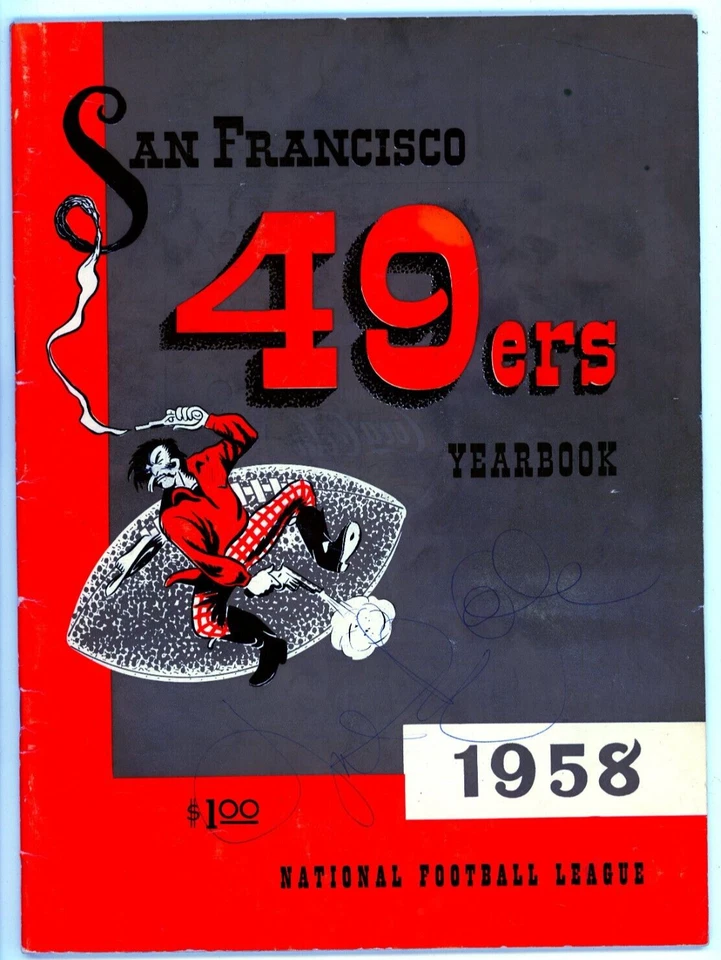 San Francisco
49ers
YEARBOOK
1958
$1.00
NATIONAL FOOTBALL LEAGUE